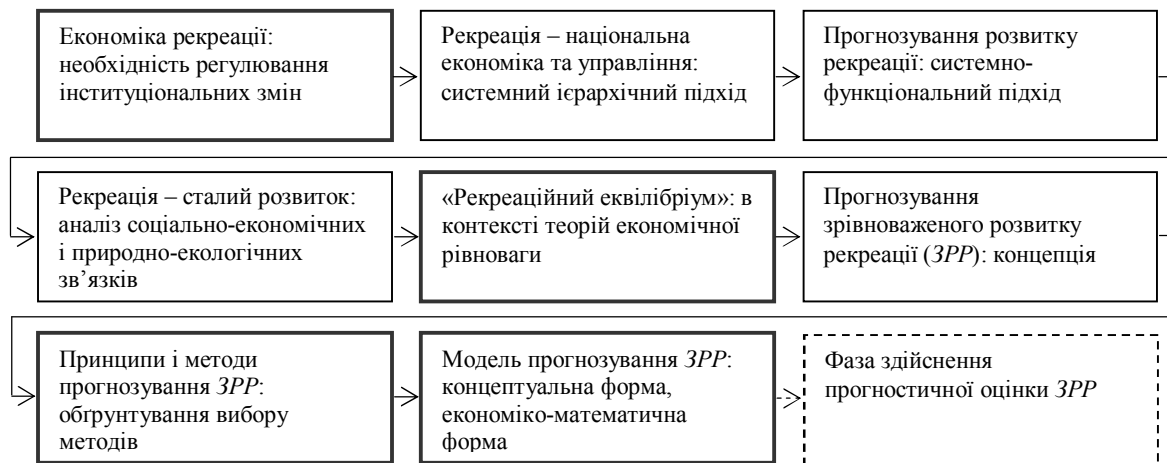 Економіка рекреації:
необхідність регулювання
інституціональних змін
Рекреація – національна
економіка та управління:
системний ієрархічний підхід
Прогнозування розвитку
рекреації: системно-
функціональний підхід
Рекреація – сталий розвиток:
аналіз соціально-економічних
і природно-екологічних
зв’язків
«Рекреаційний еквілібріум»: в
контексті теорій економічної
рівноваги
Прогнозування
зрівноваженого розвитку
рекреації (ЗРР): концепція
Принципи і методи
прогнозування ЗРР:
обґрунтування вибору
методів
Модель прогнозування ЗРР:
концептуальна форма,
економіко-математична
форма
Фаза здійснення
прогностичної оцінки ЗРР